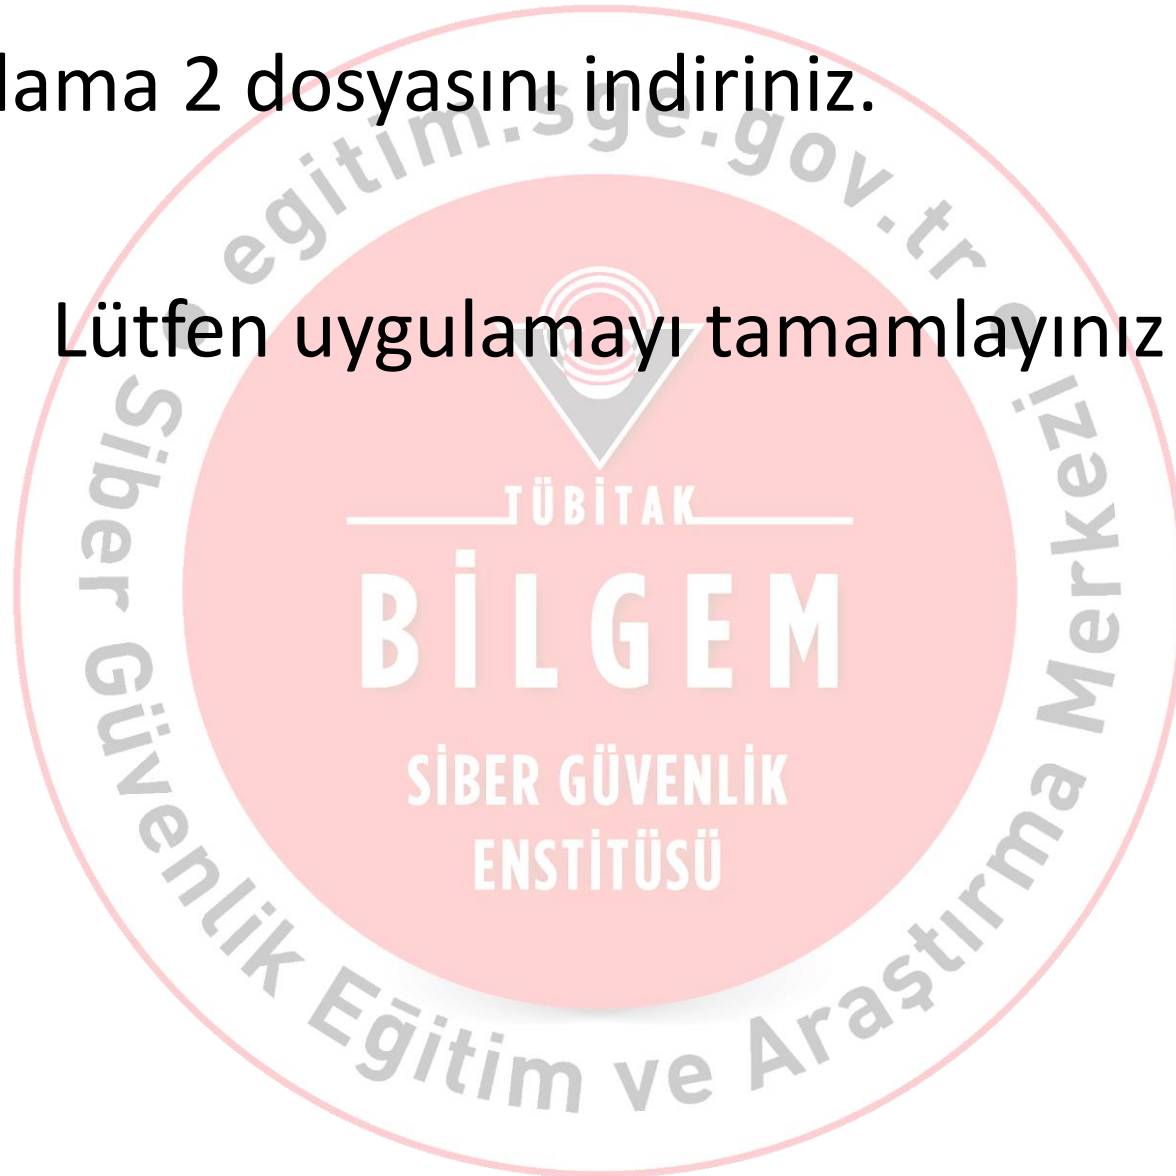 lama 2 dosyasını indiriniz.
Lütfen uygulamayı tamamlayınız
egitim.sge.gov.tr
Siber Güvenlik Eğitim ve Araştırma Merkezi
TÜBİTAK
BİLGEM
SİBER GÜVENLİK
ENSTİTÜSÜ